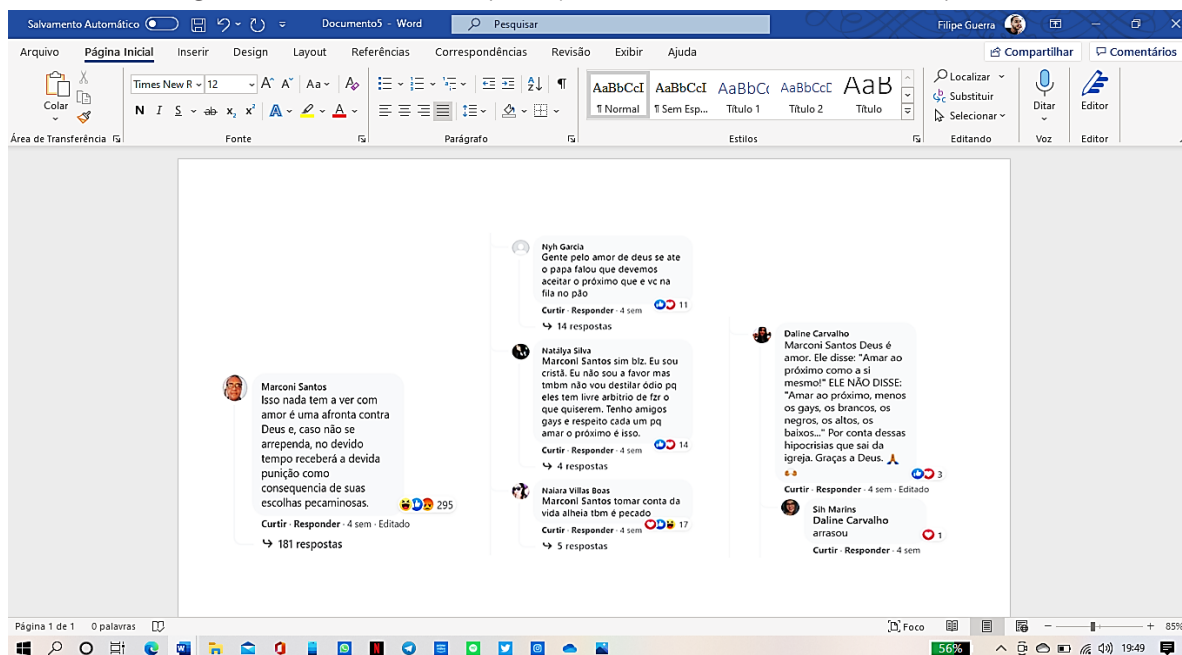 Salvamento Automático
Documento5 - Word
Pesquisar
Filipe Guerra
Arquivo Página Inicial Inserir Design Layout Referências Correspondências Revisão Exibir Ajuda
Compartilhar Comentários
Colar
Times New R 12
N I S ab x₂ x²
AaBbCcI AaBbCcI AaBbCc AaBbCcC AaB
¶ Normal ¶ Sem Esp... Título 1 Título 2 Título
Localizar
Substituir
Selecionar
Ditar
Editor
Área de Transferência Fonte Parágrafo Estilos Editando Voz Editor
Marconi Santos
Isso nada tem a ver com
amor é uma afronta contra
Deus e, caso não se
arrependa, no devido
tempo receberá a devida
punição como
consequencia de suas
escolhas pecaminosas.
295
Curtir · Responder · 4 sem · Editado
181 respostas
Nyh Garcia
Gente pelo amor de deus se ate
o papa falou que devemos
aceitar o próximo que e vc na
fila no pão
11
Curtir · Responder · 4 sem
14 respostas
Natálya Silva
Marconi Santos sim blz. Eu sou
cristã. Eu não sou a favor mas
tmbm não vou destilar ódio pq
eles tem livre arbitrio de fzr o
que quiserem. Tenho amigos
gays e respeito cada um pq
amar o próximo é isso.
14
Curtir · Responder · 4 sem
4 respostas
Naiara Villas Boas
Marconi Santos tomar conta da
vida alheia tbm é pecado
17
Curtir · Responder · 4 sem
5 respostas
Daline Carvalho
Marconi Santos Deus é
amor. Ele disse: "Amar ao
próximo como a si
mesmo!" ELE NÃO DISSE:
"Amar ao próximo, menos
os gays, os brancos, os
negros, os altos, os
baixos..." Por conta dessas
hipocrisias que sai da
igreja. Graças a Deus.
3
Curtir · Responder · 4 sem · Editado
Sih Marins
Daline Carvalho
arrasou
1
Curtir · Responder · 4 sem
Página 1 de 1 0 palavras
Foco
85%
56%
19:49